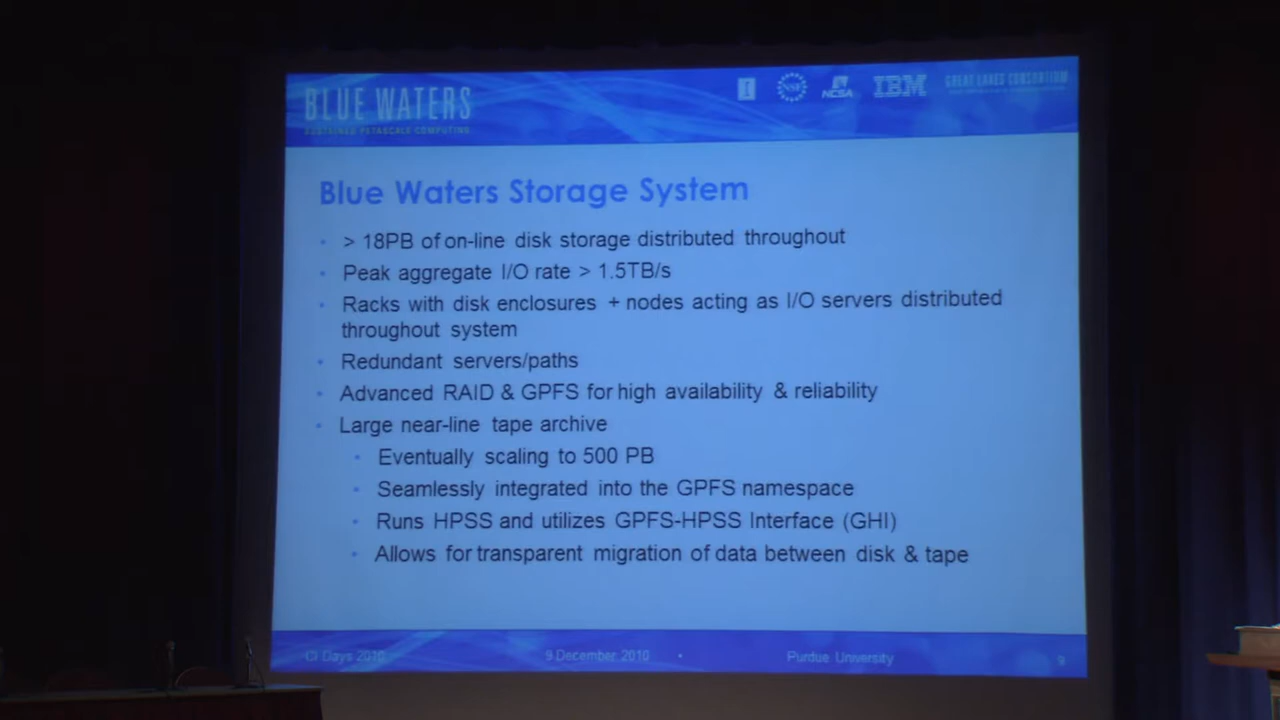 BLUE WATERS
SUSTAINED PETASCALE COMPUTING
I
NSF
NCSA
IBM
GREAT LAKES CONSORTIUM
Blue Waters Storage System
> 18PB of on-line disk storage distributed throughout
Peak aggregate I/O rate > 1.5TB/s
Racks with disk enclosures + nodes acting as I/O servers distributed
throughout system
Redundant servers/paths
Advanced RAID & GPFS for high availability & reliability
Large near-line tape archive
Eventually scaling to 500 PB
Seamlessly integrated into the GPFS namespace
Runs HPSS and utilizes GPFS-HPSS Interface (GHI)
Allows for transparent migration of data between disk & tape
CI Days 2010
9 December 2010
Purdue University
9